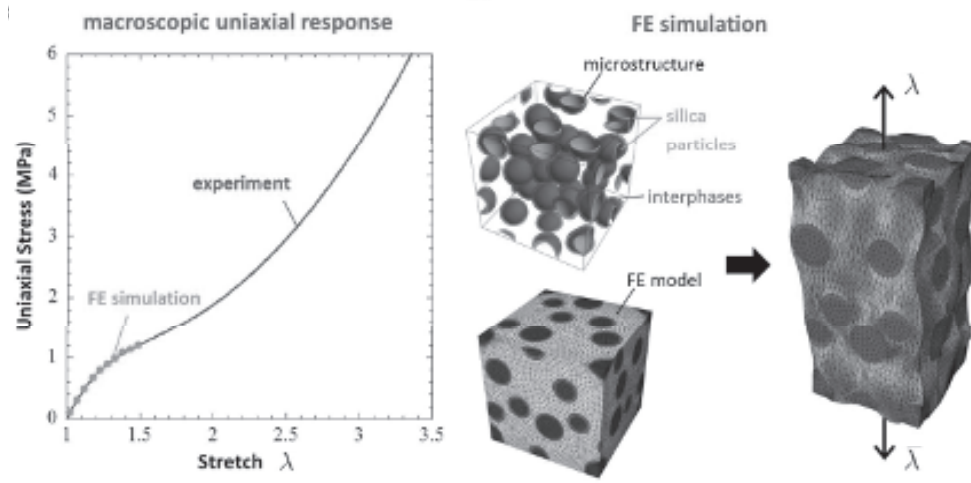 macroscopic uniaxial response
6
5
4
3
2
1
0
1
1.5
2
2.5
3
3.5
Uniaxial Stress (MPa)
Stretch λ
experiment
FE simulation
FE simulation
microstructure
silica
particles
interphases
FE model
λ
λ̄